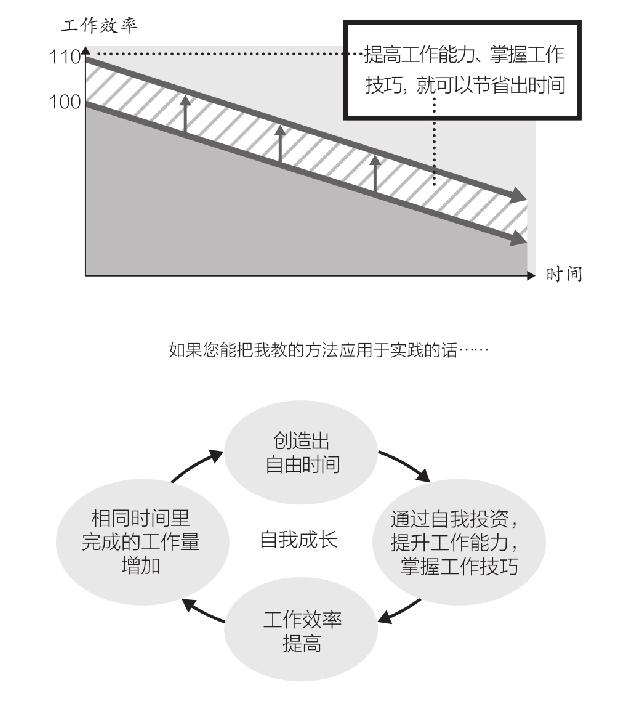 工作效率
110
提高工作能力、掌握工作
技巧，就可以节省出时间
100
时间
如果您能把我教的方法应用于实践的话……
创造出
自由时间
相同时间里
完成的工作量
增加
自我成长
通过自我投资，
提升工作能力，
掌握工作技巧
工作效率
提高